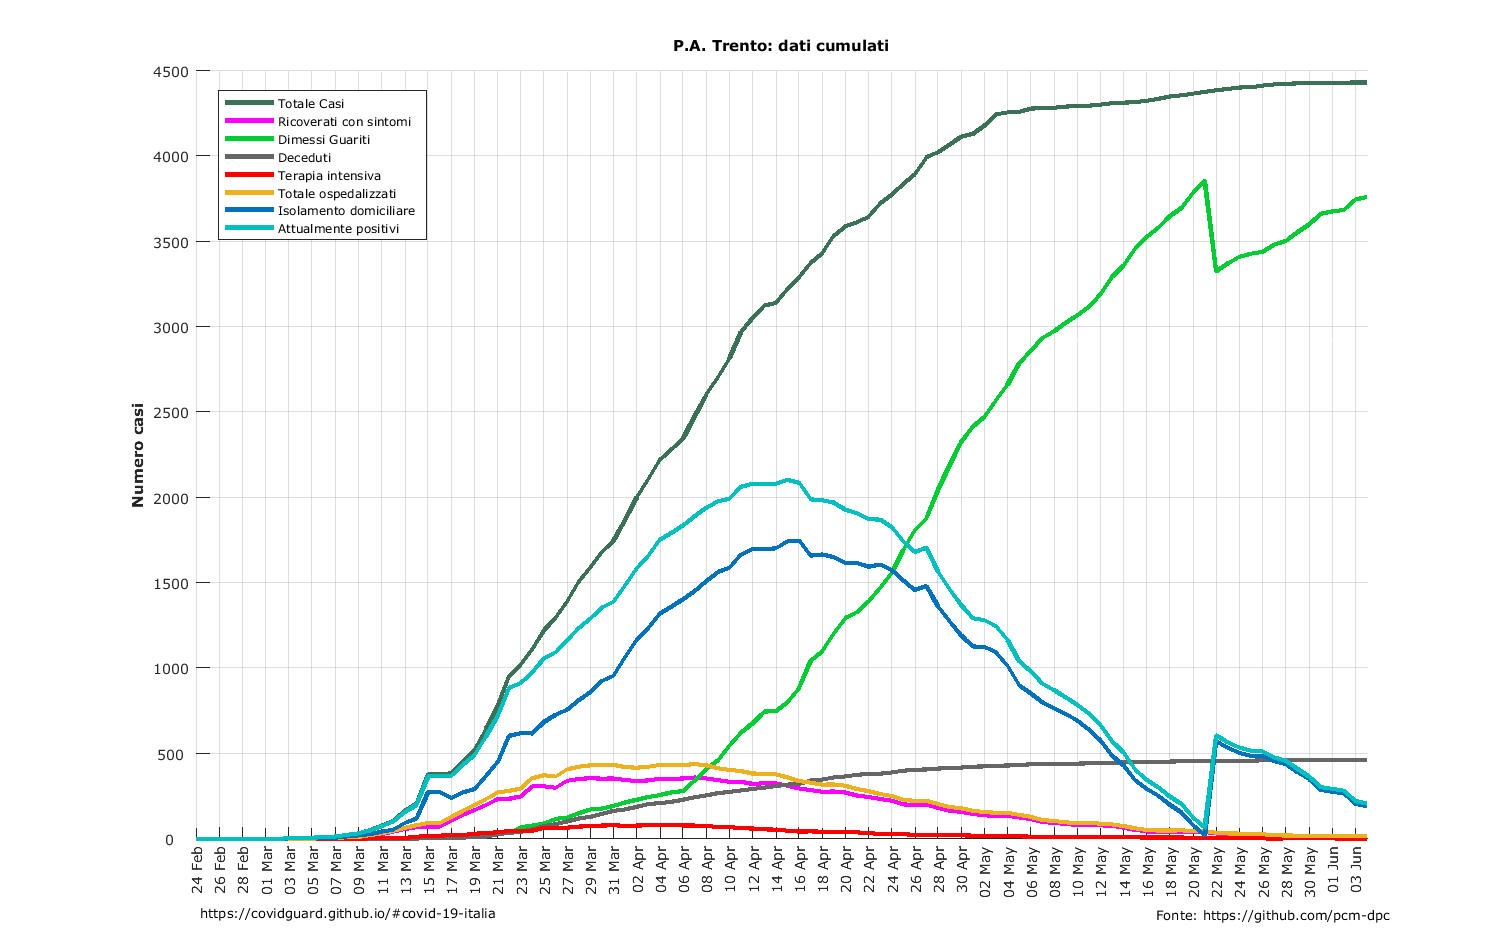 P.A. Trento: dati cumulati
4500
4000
3500
3000
2500
2000
1500
1000
500
0
Numero casi
Totale Casi
Ricoverati con sintomi
Dimessi Guariti
Deceduti
Terapia intensiva
Totale ospedalizzati
Isolamento domiciliare
Attualmente positivi
24 Feb
26 Feb
28 Feb
01 Mar
03 Mar
05 Mar
07 Mar
09 Mar
11 Mar
13 Mar
15 Mar
17 Mar
19 Mar
21 Mar
23 Mar
25 Mar
27 Mar
29 Mar
31 Mar
02 Apr
04 Apr
06 Apr
08 Apr
10 Apr
12 Apr
14 Apr
16 Apr
18 Apr
20 Apr
22 Apr
24 Apr
26 Apr
28 Apr
30 Apr
02 May
04 May
06 May
08 May
10 May
12 May
14 May
16 May
18 May
20 May
22 May
24 May
26 May
28 May
30 May
01 Jun
03 Jun
https://covidguard.github.io/#covid-19-italia
Fonte: https://github.com/pcm-dpc